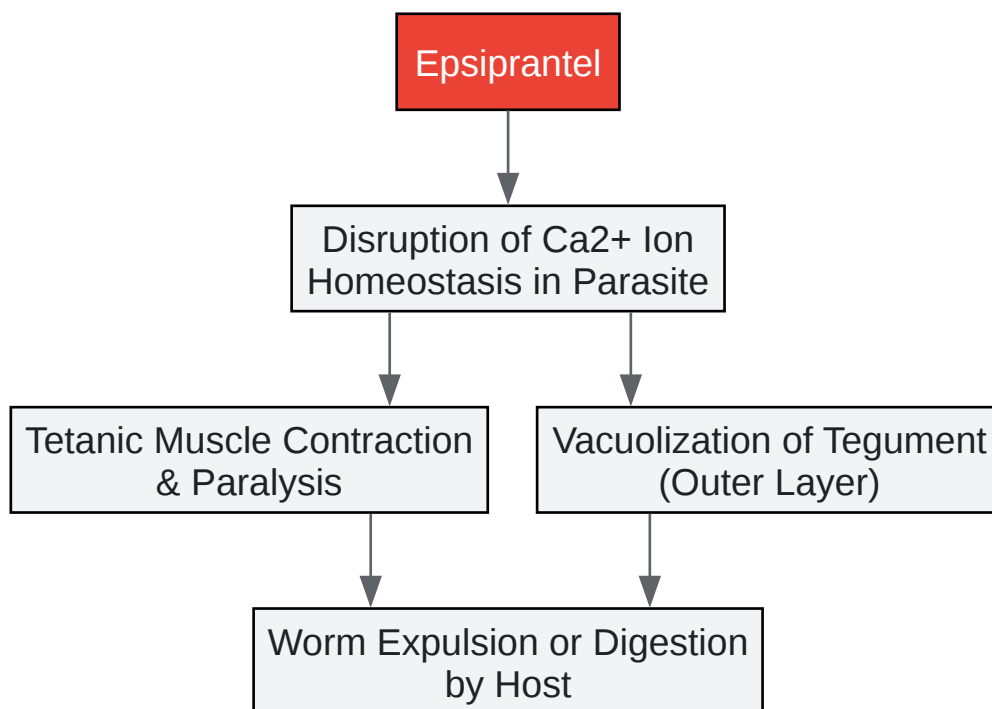 Epsiprantel
Disruption of Ca2+ Ion
Homeostasis in Parasite
Tetanic Muscle Contraction
& Paralysis
Vacuolization of Tegument
(Outer Layer)
Worm Expulsion or Digestion
by Host